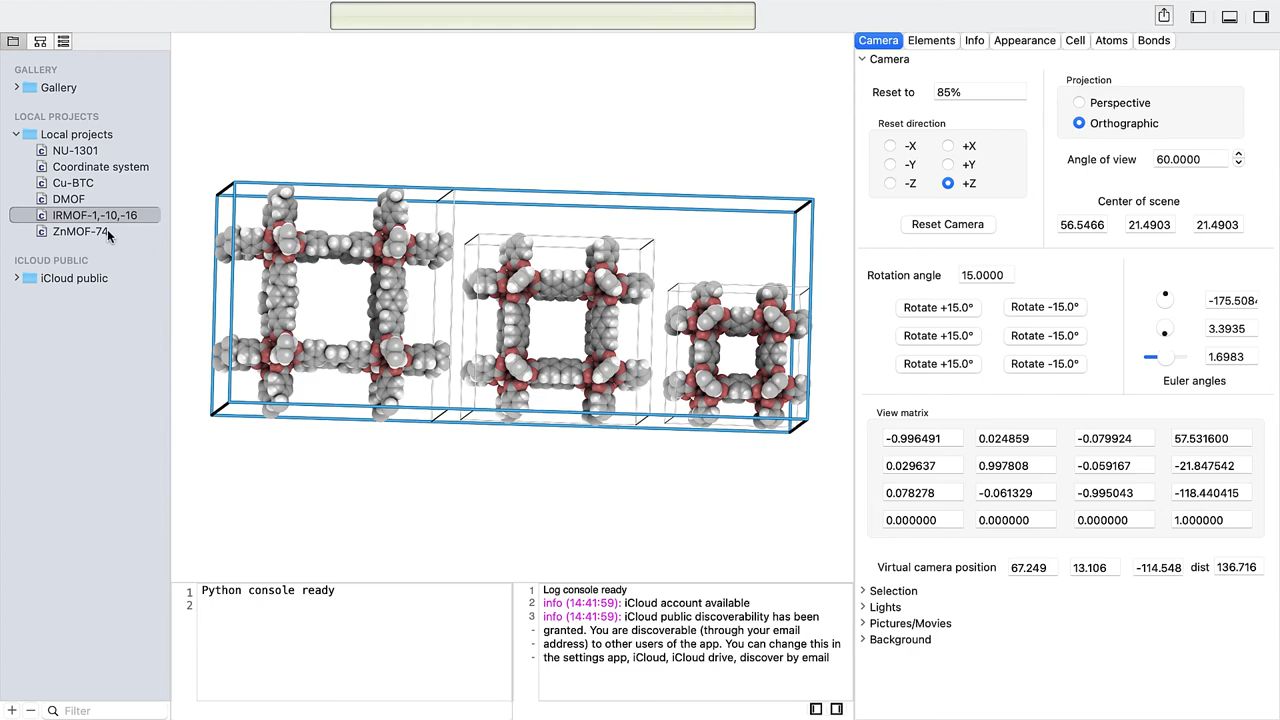 GALLERY
Gallery
LOCAL PROJECTS
Local projects
NU-1301
Coordinate system
Cu-BTC
DMOF
IRMOF-1,-10,-16
ZnMOF-74
ICLOUD PUBLIC
iCloud public
Filter
1 Python console ready
2
1 Log console ready
2 info (14:41:59): iCloud account available
3 info (14:41:59): iCloud public discoverability has been
- granted. You are discoverable (through your email
- address) to other users of the app. You can change this in
- the settings app, iCloud, iCloud drive, discover by email
Camera Elements Info Appearance Cell Atoms Bonds
Camera
Reset to 85%
Reset direction
-X +X
-Y +Y
-Z +Z
Reset Camera
Projection
Perspective
Orthographic
Angle of view 60.0000
Center of scene
56.5466 21.4903 21.4903
Rotation angle 15.0000
Rotate +15.0° Rotate -15.0°
Rotate +15.0° Rotate -15.0°
Rotate +15.0° Rotate -15.0°
-175.508
3.3935
1.6983
Euler angles
View matrix
-0.996491 0.024859 -0.079924 57.531600
0.029637 0.997808 -0.059167 -21.847542
0.078278 -0.061329 -0.995043 -118.440415
0.000000 0.000000 0.000000 1.000000
Virtual camera position 67.249 13.106 -114.548 dist 136.716
Selection
Lights
Pictures/Movies
Background